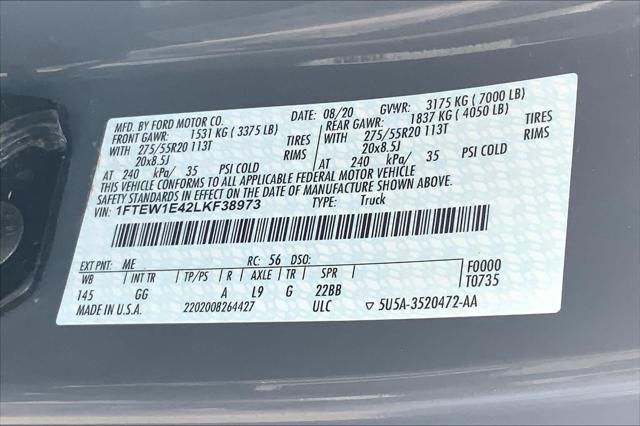 MFD. BY FORD MOTOR CO. 08/20 GVWR: 3175 KG ( 7000 LB)
FRONT GAWR: 1531 KG ( 3375 LB) REAR GAWR: 1837 KG ( 4050 LB)
WITH 275/55R20 113T TIRES WITH 275/55R20 113T TIRES
20x8.5J RIMS 20x8.5J RIMS
AT 240 kPa/ 35 PSI COLD AT 240 kPa/ 35 PSI COLD
THIS VEHICLE CONFORMS TO ALL APPLICABLE FEDERAL MOTOR VEHICLE
SAFETY STANDARDS IN EFFECT ON THE DATE OF MANUFACTURE SHOWN ABOVE.
VIN: 1FTEW1E42LKF38973 TYPE: Truck
EXT PNT: ME RC: 56 DSO: F0000
WB INT TR TP/PS R AXLE TR SPR T0735
145 GG A L9 G 22BB
MADE IN U.S.A. 2202008264427 ULC ▽ 5U5A-3520472-AA